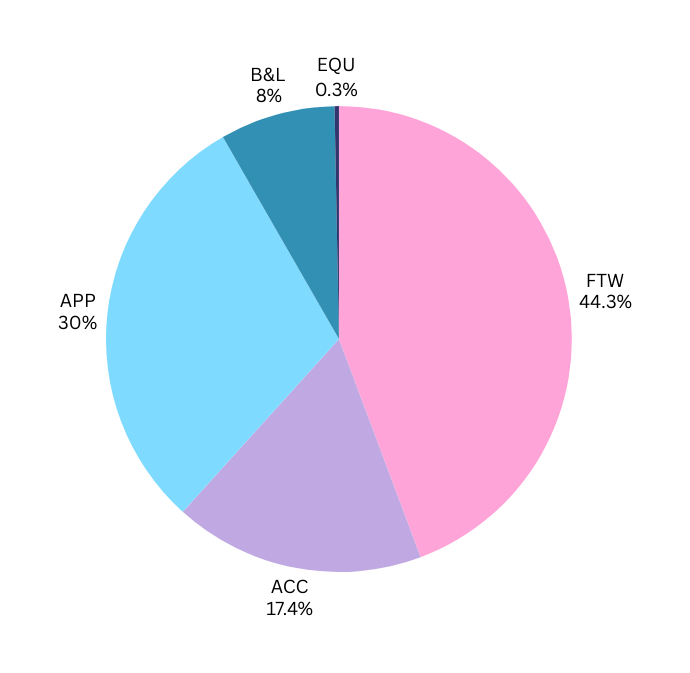 EQU
0.3%
B&L
8%
FTW
44.3%
APP
30%
ACC
17.4%